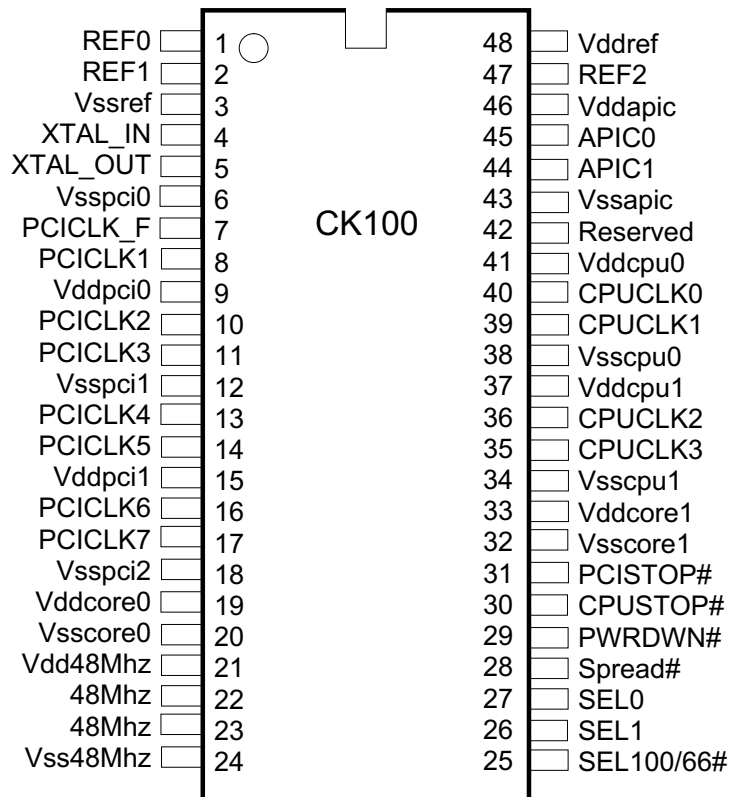 REF0 1 48 Vddref
REF1 2 47 REF2
Vssref 3 46 Vddapic
XTAL_IN 4 45 APIC0
XTAL_OUT 5 44 APIC1
Vsspci0 6 43 Vssapic
PCICLK_F 7 CK100 42 Reserved
PCICLK1 8 41 Vddcpu0
Vddpci0 9 40 CPUCLK0
PCICLK2 10 39 CPUCLK1
PCICLK3 11 38 Vsscpu0
Vsspci1 12 37 Vddcpu1
PCICLK4 13 36 CPUCLK2
PCICLK5 14 35 CPUCLK3
Vddpci1 15 34 Vsscpu1
PCICLK6 16 33 Vddcore1
PCICLK7 17 32 Vsscore1
Vsspci2 18 31 PCISTOP#
Vddcore0 19 30 CPUSTOP#
Vsscore0 20 29 PWRDWN#
Vdd48Mhz 21 28 Spread#
48Mhz 22 27 SEL0
48Mhz 23 26 SEL1
Vss48Mhz 24 25 SEL100/66#